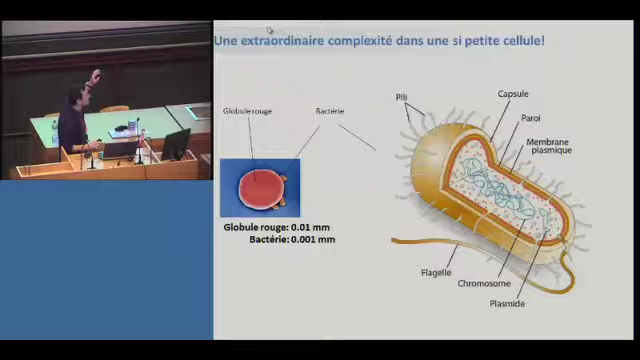 Une extraordinaire complexité dans une si petite cellule!
Globule rouge
Bactérie
Globule rouge: 0.01 mm
Bactérie: 0.001 mm
Pili
Capsule
Paroi
Membrane
plasmique
Flagelle
Chromosome
Plasmide